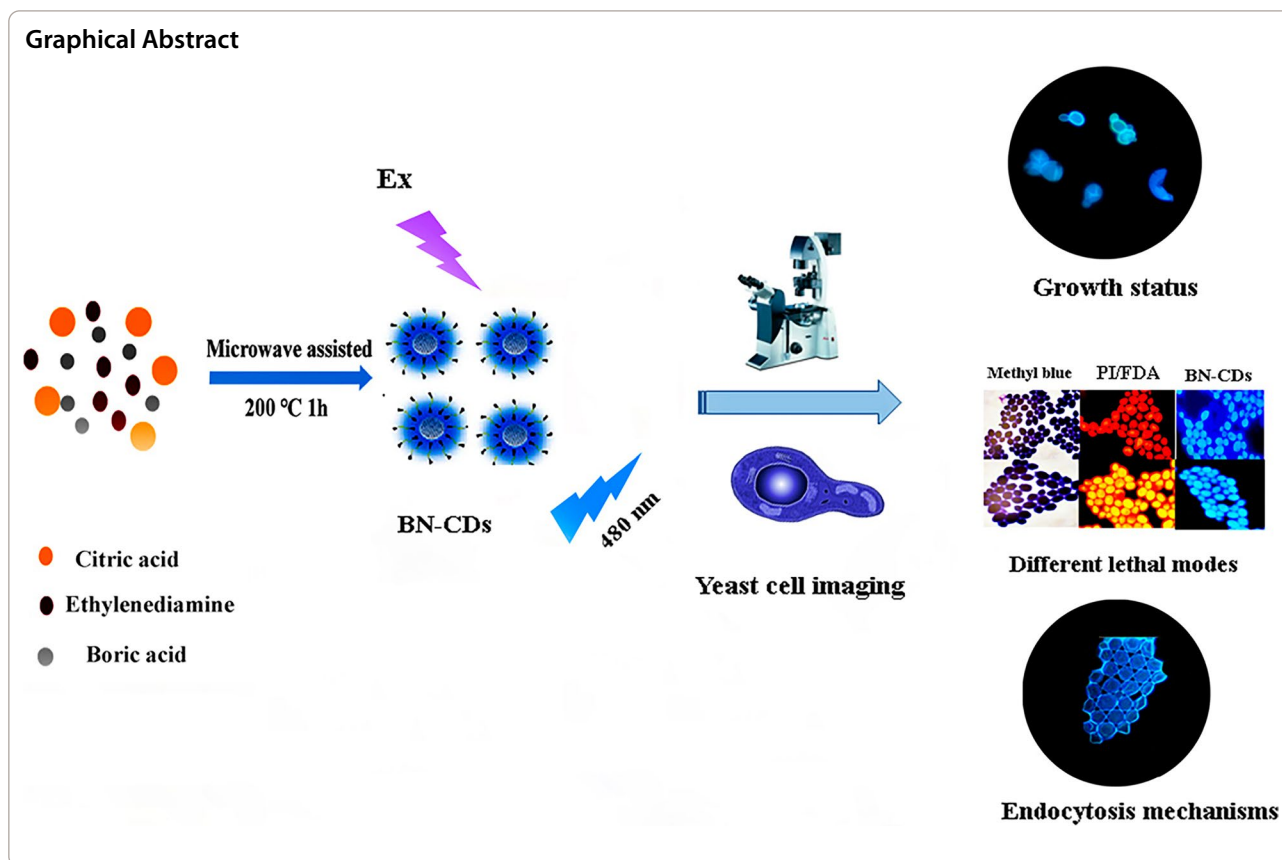 Graphical Abstract
Ex
Microwave assisted
200 °C 1h
BN-CDs
480 nm
Citric acid
Ethylenediamine
Boric acid
Yeast cell imaging
Growth status
Methyl blue PI/FDA BN-CDs
Different lethal modes
Endocytosis mechanisms